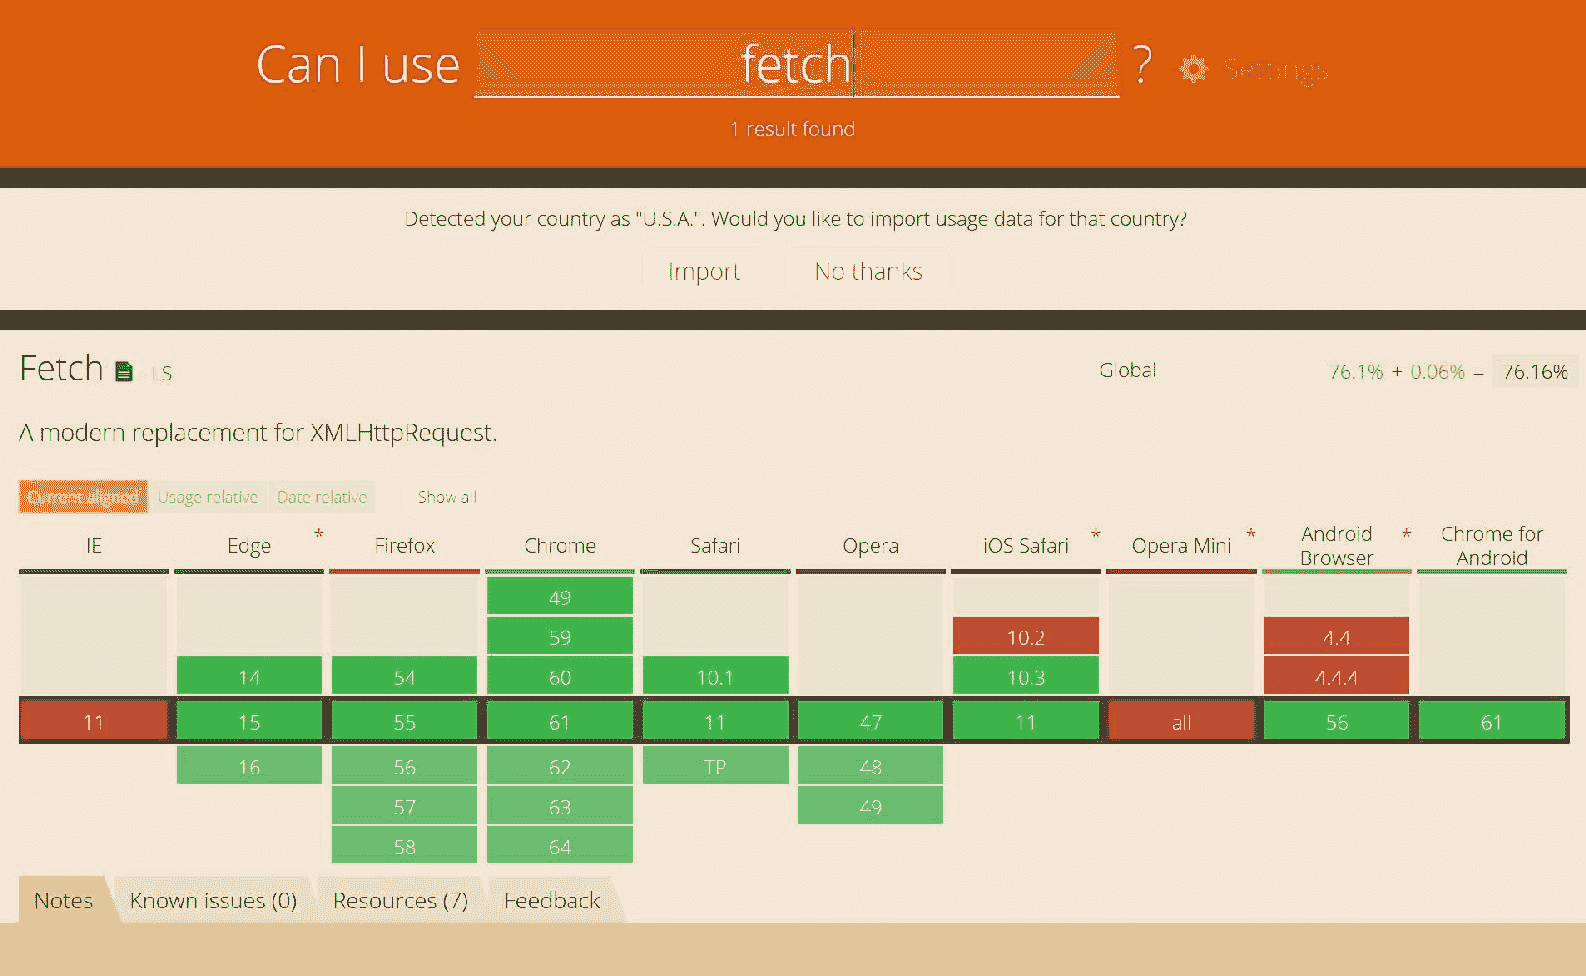 Can I use fetch ? Settings
1 result found
Detected your country as "U.S.A.". Would you like to import usage data for that country?
Import No thanks
Fetch LS Global 76.1% + 0.06% = 76.16%
A modern replacement for XMLHttpRequest.
Current aligned Usage relative Date relative Show all
IE Edge * Firefox Chrome Safari Opera iOS Safari * Opera Mini * Android Browser * Chrome for Android
49
59 10.2 4.4
14 54 60 10.1 10.3 4.4.4
11 15 55 61 11 47 11 all 56 61
16 56 62 TP 48
57 63 49
58 64
Notes Known issues (0) Resources (7) Feedback